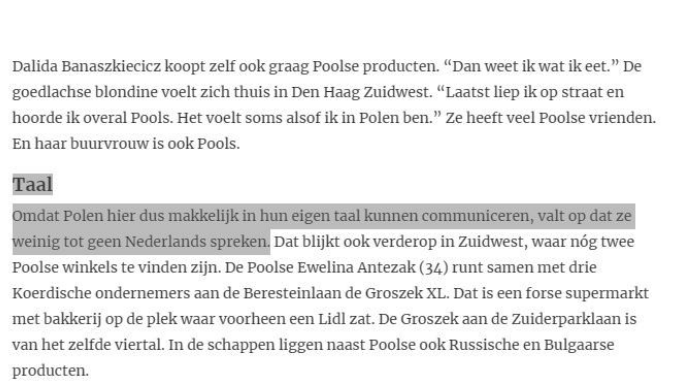 Dalida Banaszkiecicz koopt zelf ook graag Poolse producten. “Dan weet ik wat ik eet.” De
goedlachse blondine voelt zich thuis in Den Haag Zuidwest. “Laatst liep ik op straat en
hoorde ik overal Pools. Het voelt soms alsof ik in Polen ben.” Ze heeft veel Poolse vrienden.
En haar buurvrouw is ook Pools.
Taal
Omdat Polen hier dus makkelijk in hun eigen taal kunnen communiceren, valt op dat ze
weinig tot geen Nederlands spreken. Dat blijkt ook verderop in Zuidwest, waar nóg twee
Poolse winkels te vinden zijn. De Poolse Ewelina Antezak (34) runt samen met drie
Koerdische ondernemers aan de Beresteinlaan de Groszek XL. Dat is een forse supermarkt
met bakkerij op de plek waar voorheen een Lidl zat. De Groszek aan de Zuiderparklaan is
van het zelfde viertal. In de schappen liggen naast Poolse ook Russische en Bulgaarse
producten.